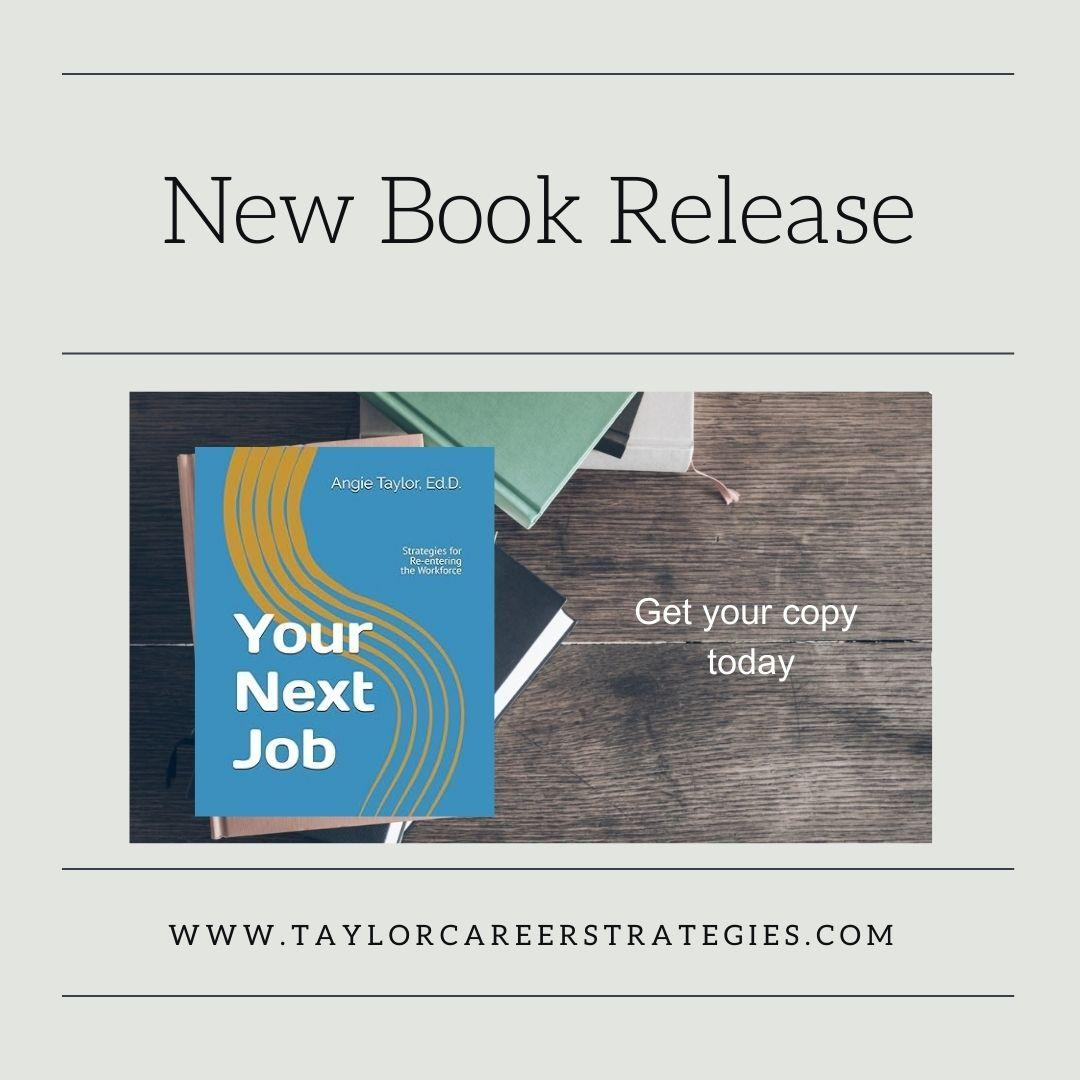 New Book Release
Angie Taylor, Ed.D.
Strategies for
Re-entering
the Workforce
Your
Next
Job
Get your copy
today
WWW.TAYLORCAREERSTRATEGIES.COM